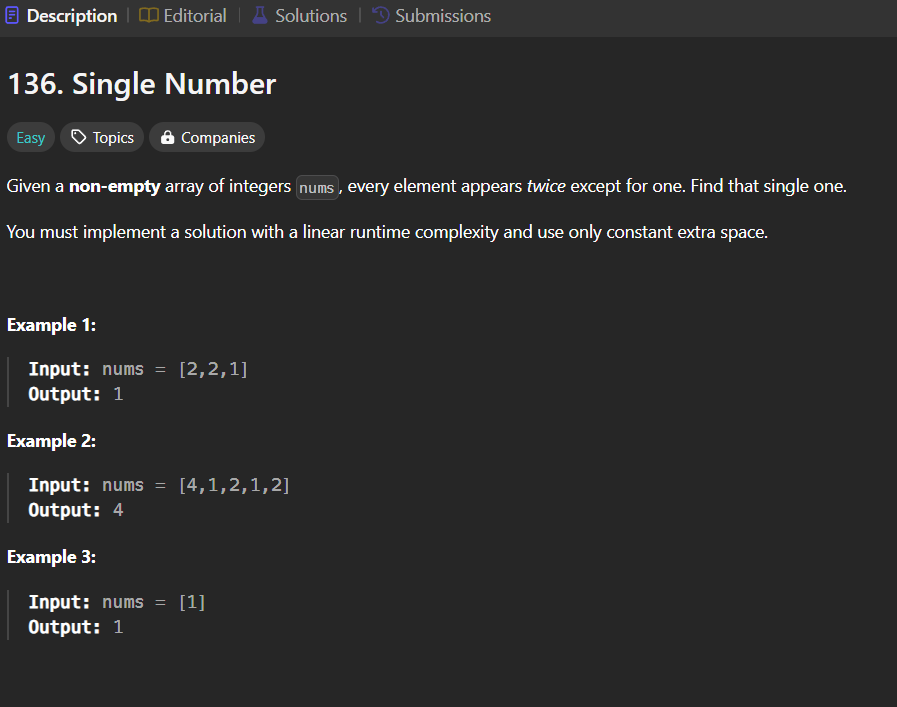 Description | Editorial | Solutions | Submissions
136. Single Number
Easy Topics Companies
Given a non-empty array of integers nums, every element appears twice except for one. Find that single one.
You must implement a solution with a linear runtime complexity and use only constant extra space.
Example 1:
Input: nums = [2,2,1]
Output: 1
Example 2:
Input: nums = [4,1,2,1,2]
Output: 4
Example 3:
Input: nums = [1]
Output: 1